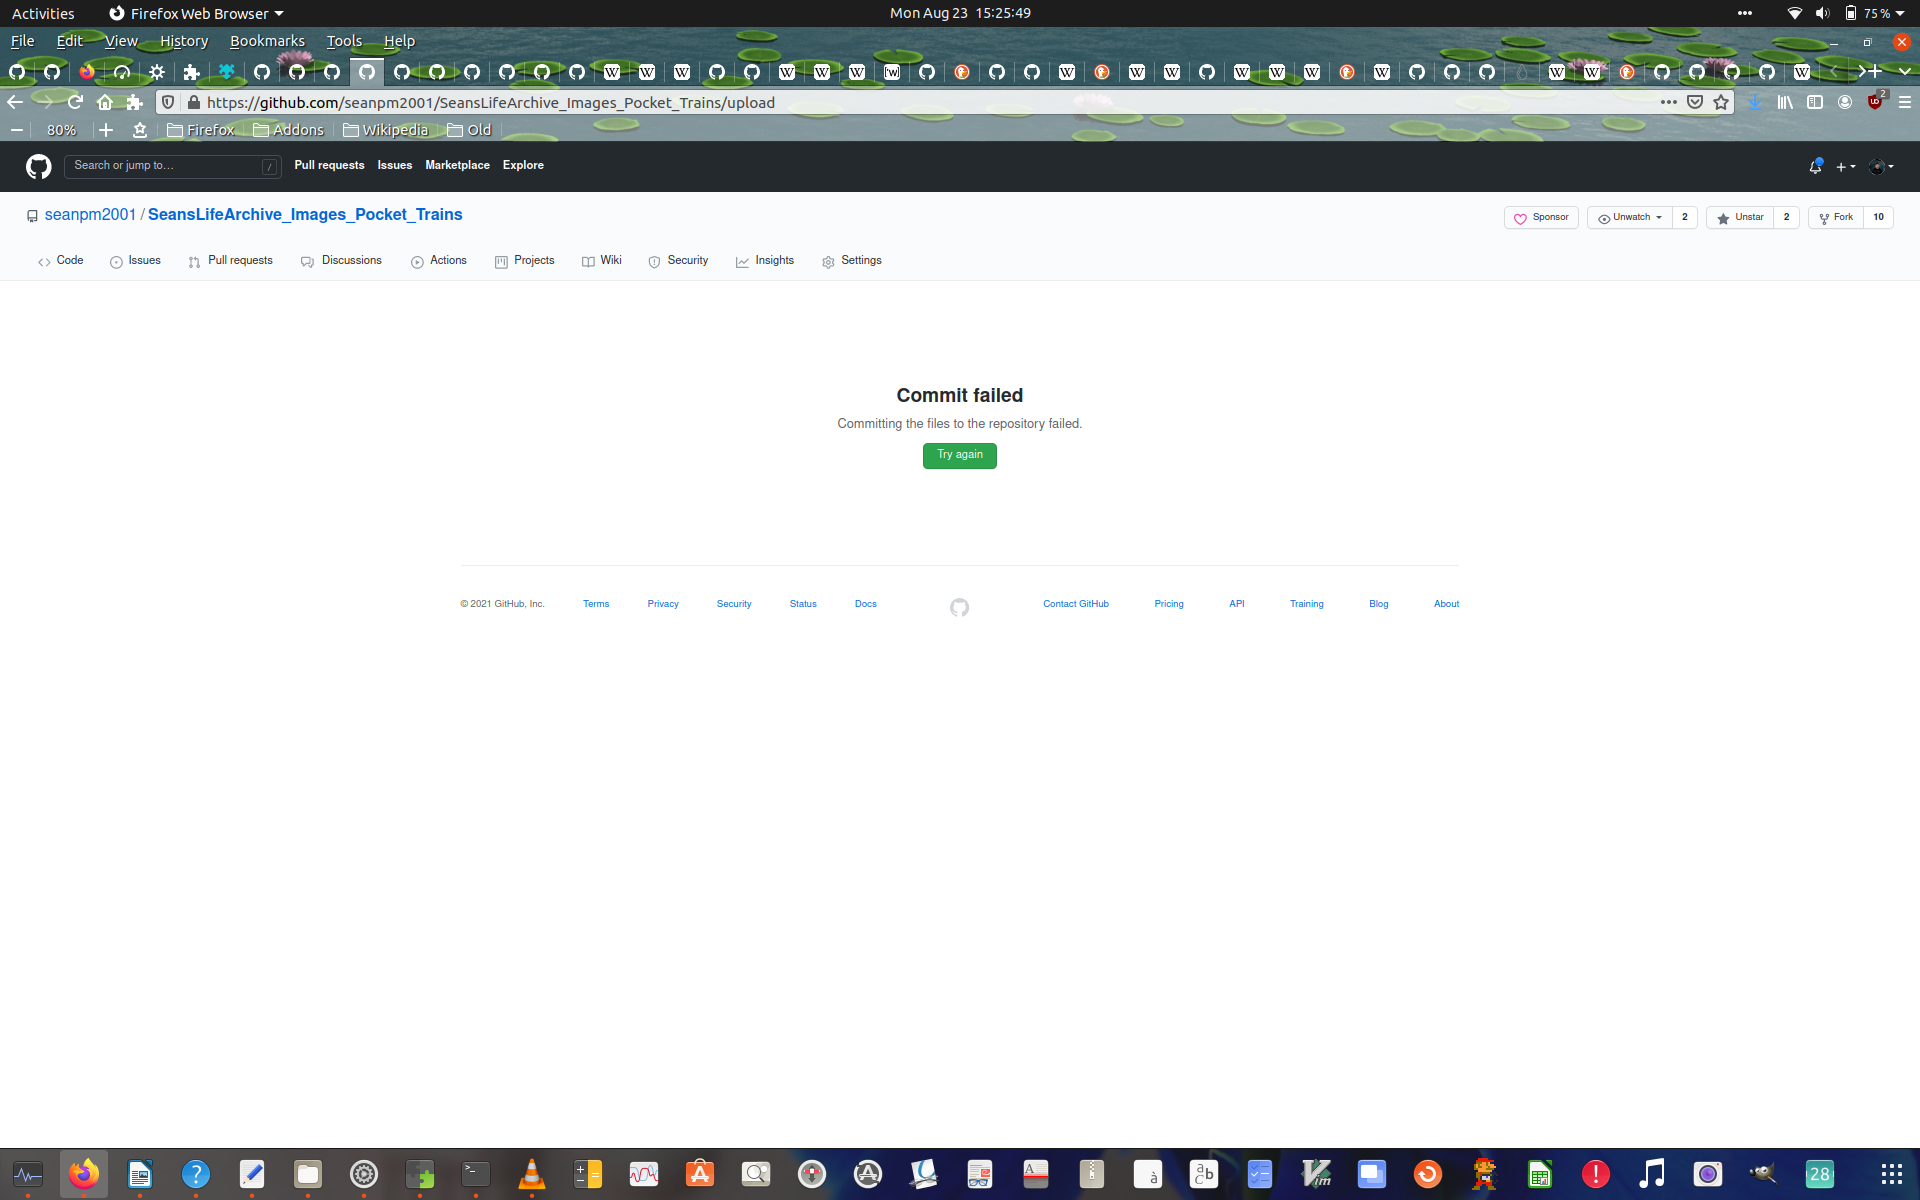 Activities Firefox Web Browser Mon Aug 23 15:25:49 75 %
File Edit View History Bookmarks Tools Help
https://github.com/seanpm2001/SeansLifeArchive_Images_Pocket_Trains/upload 2
80% Firefox Addons Wikipedia Old
Search or jump to... / Pull requests Issues Marketplace Explore
seanpm2001 / SeansLifeArchive_Images_Pocket_Trains Sponsor Unwatch 2 Unstar 2 Fork 10
Code Issues Pull requests Discussions Actions Projects Wiki Security Insights Settings
Commit failed
Committing the files to the repository failed.
Try again
© 2021 GitHub, Inc. Terms Privacy Security Status Docs Contact GitHub Pricing API Training Blog About
28